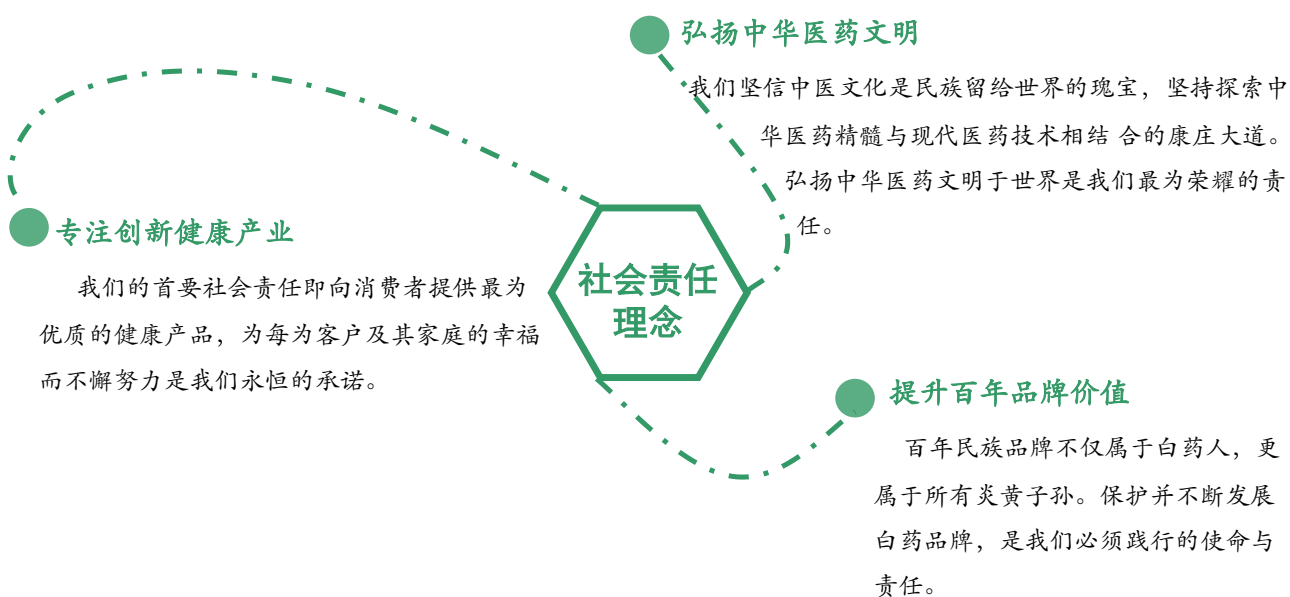 弘扬中华医药文明
我们坚信中医文化是民族留给世界的瑰宝，坚持探索中
华医药精髓与现代医药技术相结 合的康庄大道。
弘扬中华医药文明于世界是我们最为荣耀的责
任。
专注创新健康产业
我们的首要社会责任即向消费者提供最为
优质的健康产品，为每为客户及其家庭的幸福
而不懈努力是我们永恒的承诺。
社会责任
理念
提升百年品牌价值
百年民族品牌不仅属于白药人，更
属于所有炎黄子孙。保护并不断发展
白药品牌，是我们必须践行的使命与
责任。